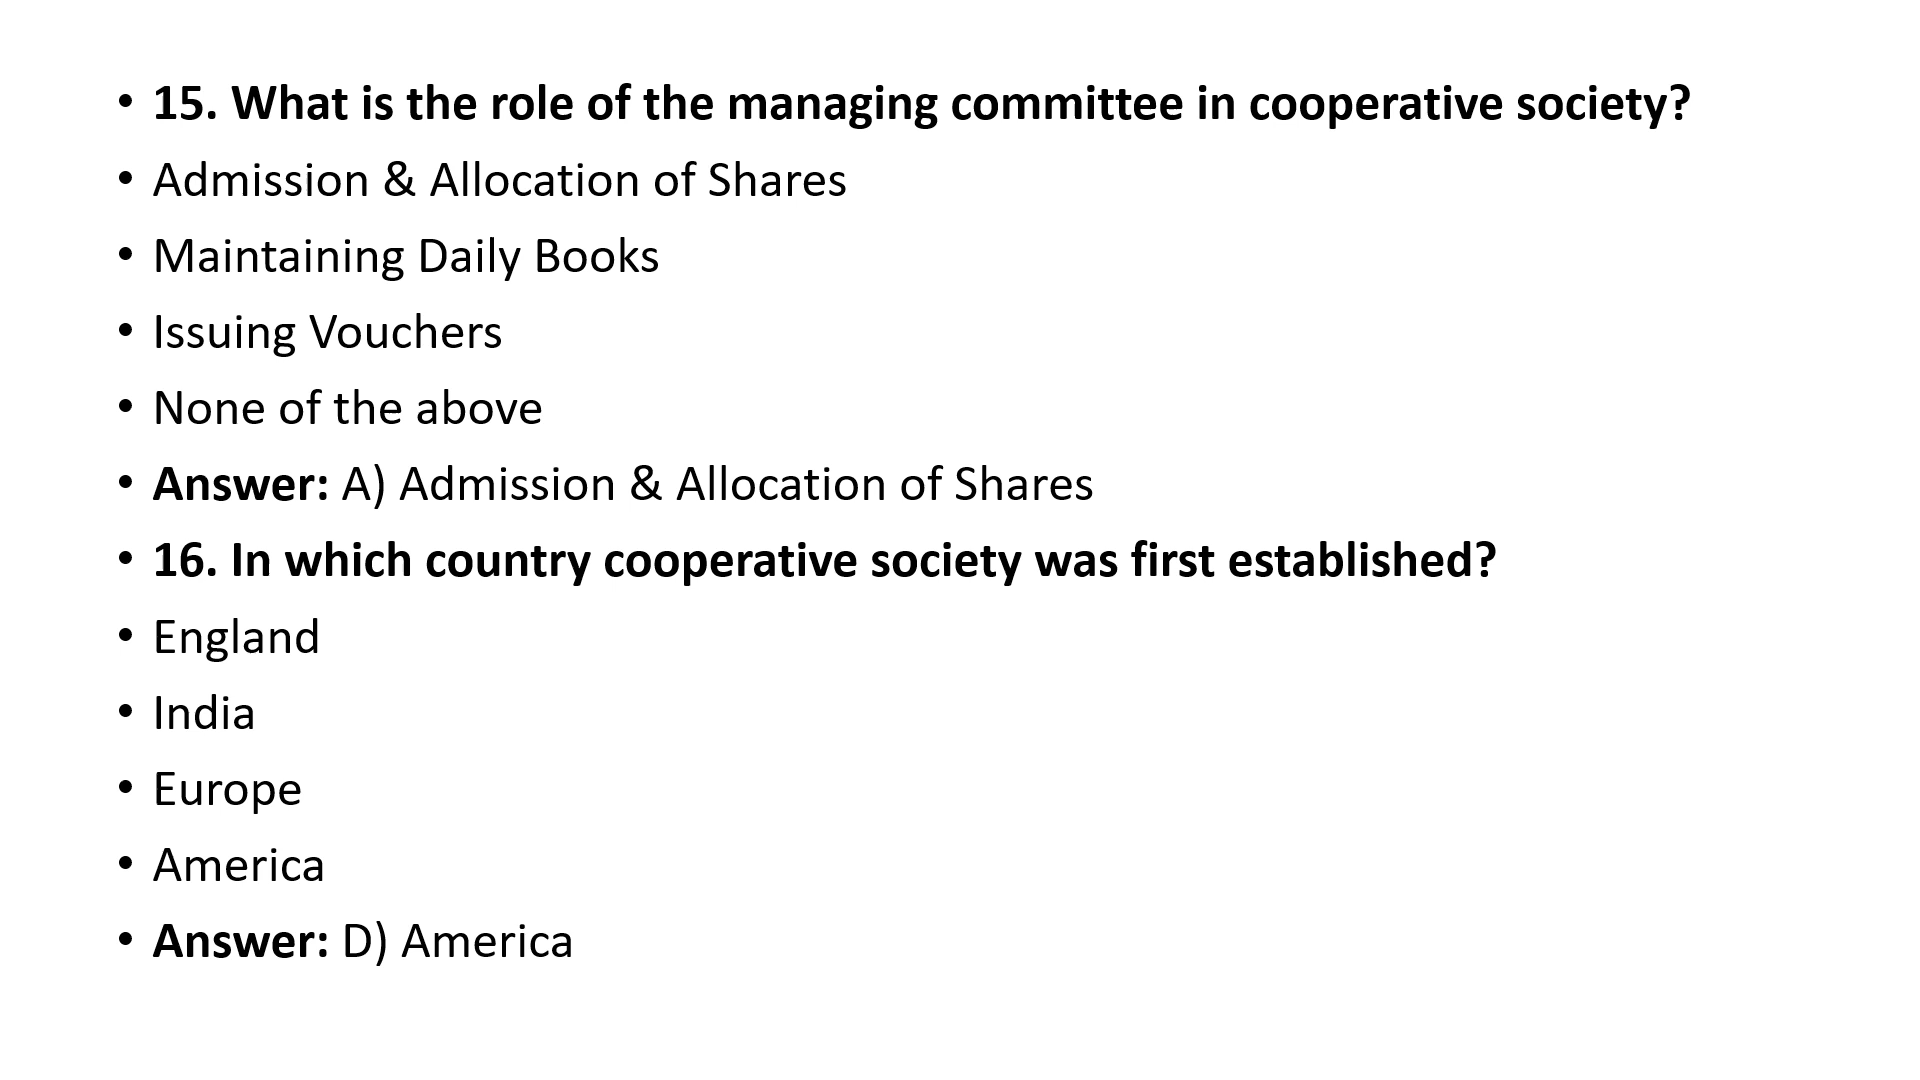 • 15. What is the role of the managing committee in cooperative society?
• Admission & Allocation of Shares
• Maintaining Daily Books
• Issuing Vouchers
• None of the above
• Answer: A) Admission & Allocation of Shares
• 16. In which country cooperative society was first established?
• England
• India
• Europe
• America
• Answer: D) America